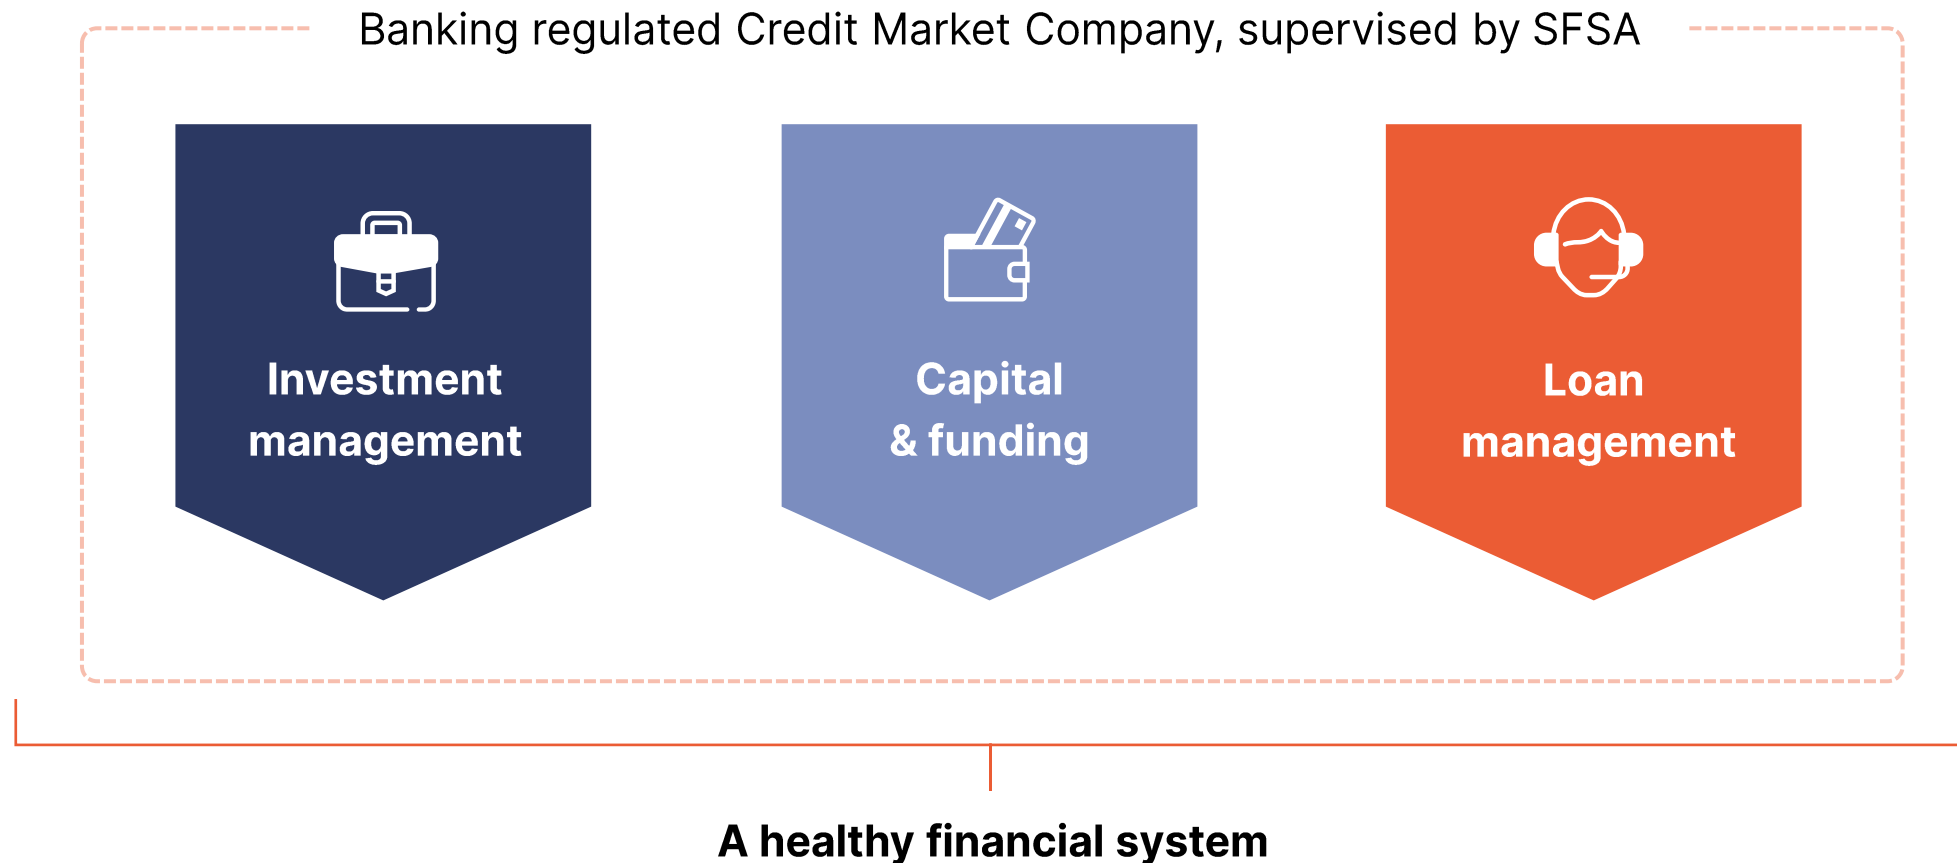 Banking regulated Credit Market Company, supervised by SFSA
Investment
management
Capital
& funding
Loan
management
A healthy financial system